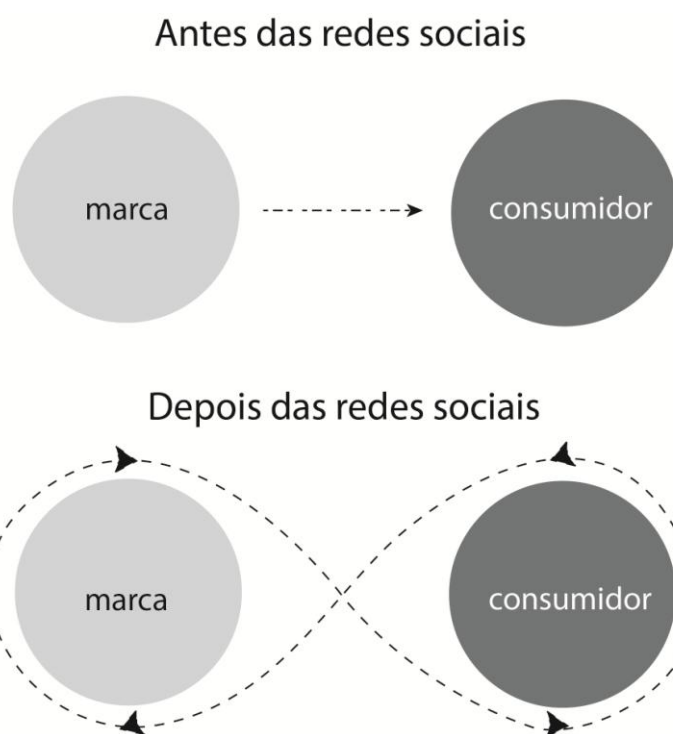 Antes das redes sociais
marca
consumidor
Depois das redes sociais
marca
consumidor